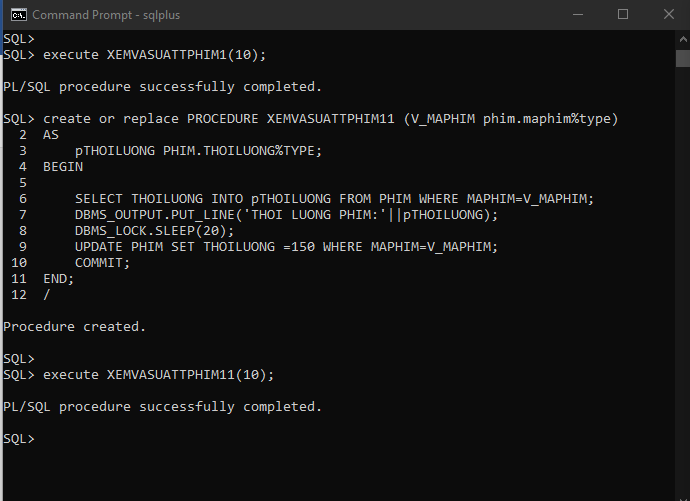 Command Prompt - sqlplus
SQL>
SQL> execute XEMVASUATTPHIM1(10);
PL/SQL procedure successfully completed.
SQL> create or replace PROCEDURE XEMVASUATTPHIM11 (V_MAPHIM phim.maphim%type)
2 AS
3 pTHOILUONG PHIM.THOILUONG%TYPE;
4 BEGIN
5
6 SELECT THOILUONG INTO pTHOILUONG FROM PHIM WHERE MAPHIM=V_MAPHIM;
7 DBMS_OUTPUT.PUT_LINE('THOI LUONG PHIM:'||pTHOILUONG);
8 DBMS_LOCK.SLEEP(20);
9 UPDATE PHIM SET THOILUONG =150 WHERE MAPHIM=V_MAPHIM;
10 COMMIT;
11 END;
12 /
Procedure created.
SQL>
SQL> execute XEMVASUATTPHIM11(10);
PL/SQL procedure successfully completed.
SQL>